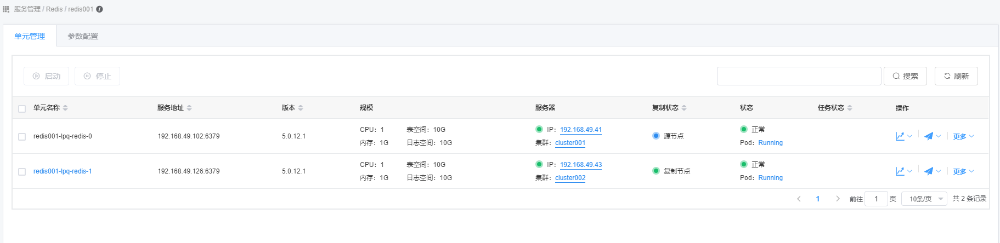 服务管理 / Redis / redis001
单元管理 参数配置
启动 停止 搜索 刷新
单元名称 服务地址 版本 规模 服务器 复制状态 状态 任务状态 操作
redis001-lpq-redis-0 192.168.49.102:6379 5.0.12.1 CPU：1 表空间：10G IP：192.168.49.41 源节点 正常 更多
内存：1G 日志空间：10G 集群：cluster001 Pod：Running
redis001-lpq-redis-1 192.168.49.126:6379 5.0.12.1 CPU：1 表空间：10G IP：192.168.49.43 复制节点 正常 更多
内存：1G 日志空间：10G 集群：cluster002 Pod：Running
1 前往 1 页 10条/页 共 2 条记录